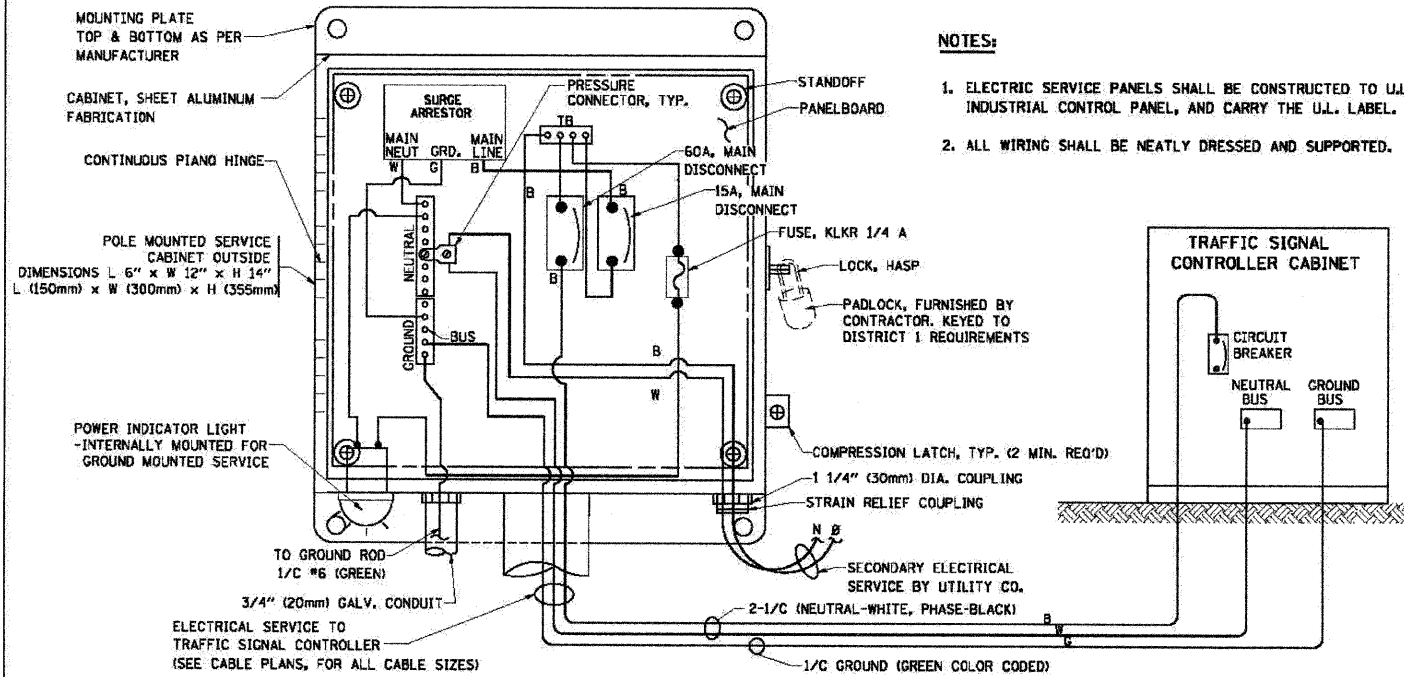 MOUNTING PLATE
TOP & BOTTOM AS PER
MANUFACTURER
CABINET, SHEET ALUMINUM
FABRICATION
CONTINUOUS PIANO HINGE
POLE MOUNTED SERVICE
CABINET OUTSIDE
DIMENSIONS L 6" x W 12" x H 14"
L (150mm) x W (300mm) x H (355mm)
POWER INDICATOR LIGHT
-INTERNALLY MOUNTED FOR
GROUND MOUNTED SERVICE
TO GROUND ROD
1/C #6 (GREEN)
3/4" (20mm) GALV. CONDUIT
ELECTRICAL SERVICE TO
TRAFFIC SIGNAL CONTROLLER
(SEE CABLE PLANS, FOR ALL CABLE SIZES)
SURGE
ARRESTOR
MAIN
NEUT
GRD.
MAIN
LINE
W
G
B
PRESSURE
CONNECTOR, TYP.
TB
60A, MAIN
DISCONNECT
15A, MAIN
DISCONNECT
B
B
B
NEUTRAL
GROUND
BUS
FUSE, KLKR 1/4 A
B
W
STANDOFF
PANELBOARD
LOCK, HASP
PADLOCK, FURNISHED BY
CONTRACTOR. KEYED TO
DISTRICT 1 REQUIREMENTS
COMPRESSION LATCH, TYP. (2 MIN. REQ'D)
1 1/4" (30mm) DIA. COUPLING
STRAIN RELIEF COUPLING
N Ø
SECONDARY ELECTRICAL
SERVICE BY UTILITY CO.
2-1/C (NEUTRAL-WHITE, PHASE-BLACK)
B
W
G
1/C GROUND (GREEN COLOR CODED)
NOTES:
1. ELECTRIC SERVICE PANELS SHALL BE CONSTRUCTED TO U.L
INDUSTRIAL CONTROL PANEL, AND CARRY THE U.L. LABEL.
2. ALL WIRING SHALL BE NEATLY DRESSED AND SUPPORTED.
TRAFFIC SIGNAL
CONTROLLER CABINET
CIRCUIT
BREAKER
NEUTRAL
BUS
GROUND
BUS